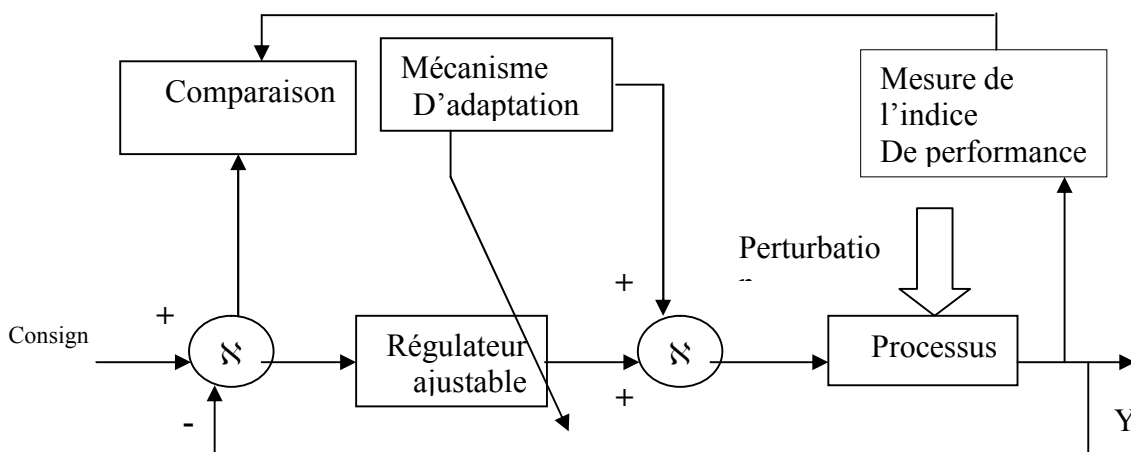 Comparaison
Mécanisme
D'adaptation
Mesure de
l'indice
De performance
Perturbatio
+
+
Consign
ℵ
Régulateur
ajustable
ℵ
Processus
+
-
Y